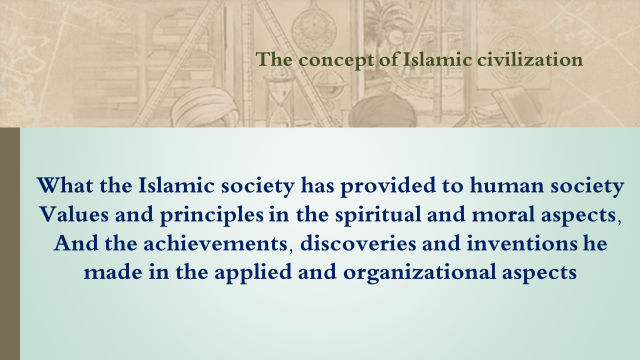 The concept of Islamic civilization
What the Islamic society has provided to human society
Values and principles in the spiritual and moral aspects,
And the achievements, discoveries and inventions he
made in the applied and organizational aspects